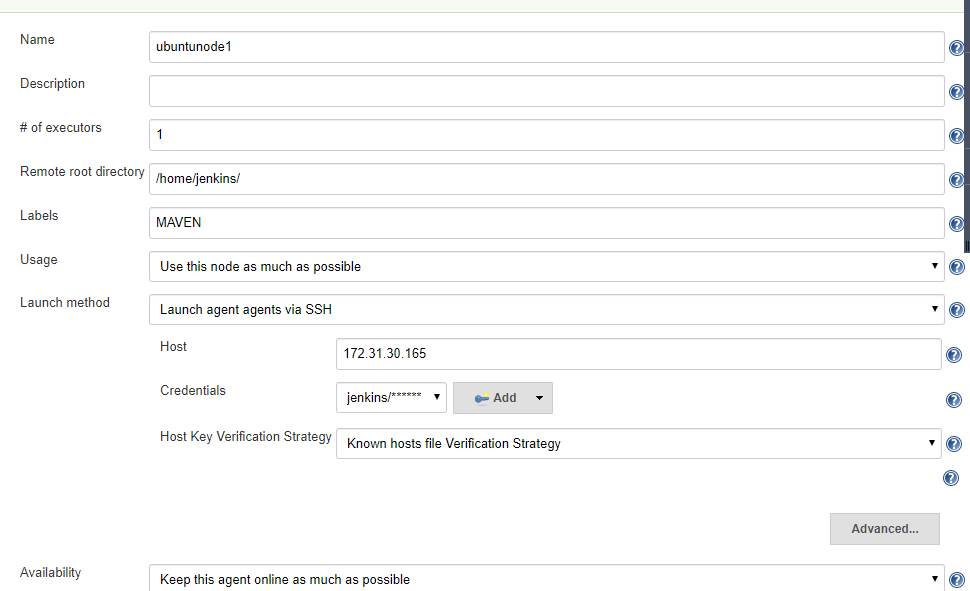 Name
ubuntunode1
Description
# of executors
1
Remote root directory
/home/jenkins/
Labels
MAVEN
Usage
Use this node as much as possible
Launch method
Launch agent agents via SSH
Host
172.31.30.165
Credentials
jenkins/******
Add
Host Key Verification Strategy
Known hosts file Verification Strategy
Advanced...
Availability
Keep this agent online as much as possible